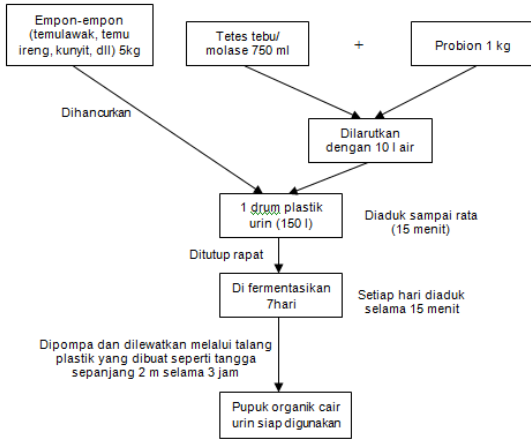 Empon-empon
(temulawak, temu
ireng, kunyit, dll) 5kg
Tetes tebu/
molase 750 ml
+
Probion 1 kg
Dihancurkan
Dilarutkan
dengan 10 l air
1 drum plastik
urin (150 l)
Diaduk sampai rata
(15 menit)
Ditutup rapat
Di fermentasikan
7hari
Setiap hari diaduk
selama 15 menit
Dipompa dan dilewatkan melalui talang
plastik yang dibuat seperti tangga
sepanjang 2 m selama 3 jam
Pupuk organik cair
urin siap digunakan